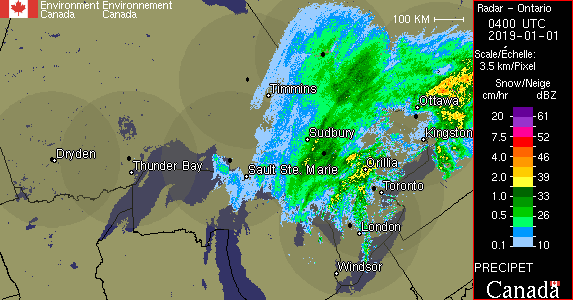 Environment Environnement
Canada Canada
Radar - Ontario
0400 UTC
2019-01-01
Scale/Échelle:
3.5 km/Pixel
Snow/Neige
cm/hr dBZ
20 61
7.5 52
4.0 46
2.0 39
1.0 33
0.5 26
0.1 10
PRECIPET
Canada
100 KM
Timmins
Ottawa
Sudbury
Kingston
Dryden
Thunder Bay
Sault Ste. Marie
Orillia
Toronto
London
Windsor